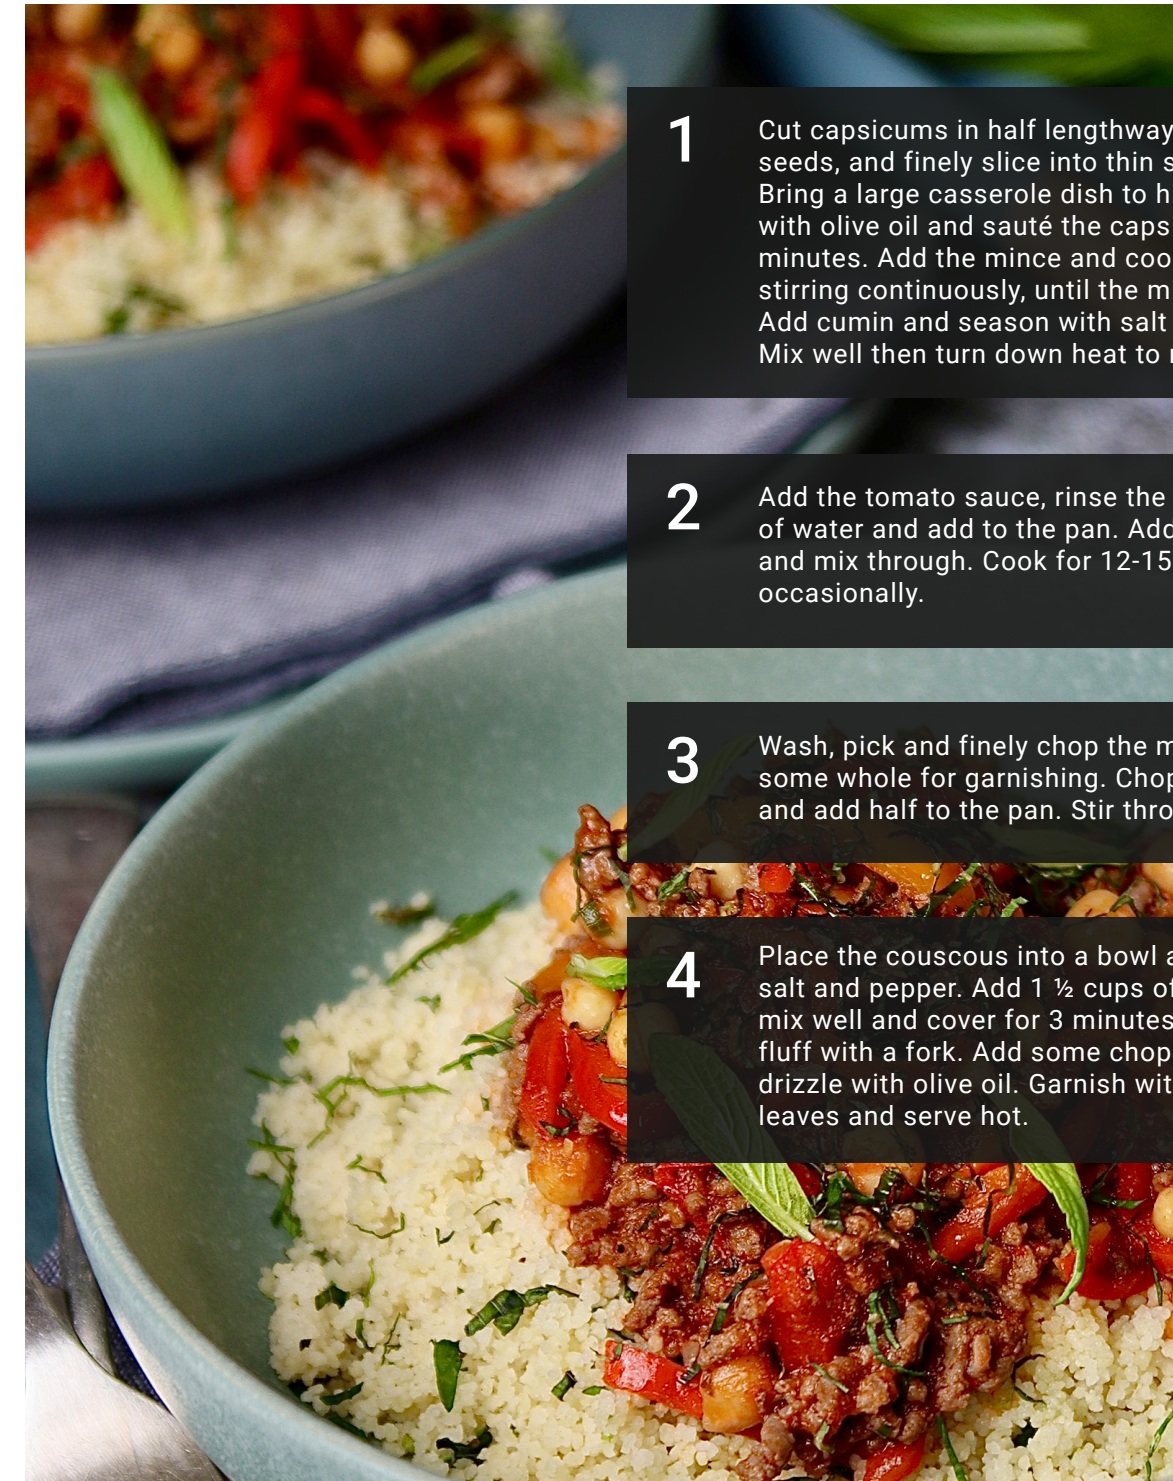 1
Cut capsicums in half lengthway
seeds, and finely slice into thin
Bring a large casserole dish to
with olive oil and sauté the caps
minutes. Add the mince and coo
stirring continuously, until the
Add cumin and season with salt
Mix well then turn down heat to
2
Add the tomato sauce, rinse the
of water and add to the pan. Add
and mix through. Cook for 12-15
occasionally.
3
Wash, pick and finely chop the
some whole for garnishing. Chop
and add half to the pan. Stir thro
4
Place the couscous into a bowl
salt and pepper. Add 1 ½ cups of
mix well and cover for 3 minutes
fluff with a fork. Add some chop
drizzle with olive oil. Garnish wit
leaves and serve hot.